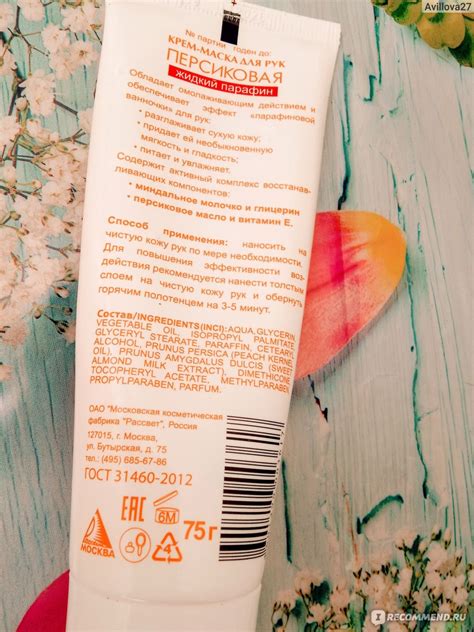 Avillova27
№ партии годен до:
КРЕМ-МАСКА ДЛЯ РУК
ПЕРСИКОВАЯ
жидкий парафин
Обладает омолаживающим действием и
обеспечивает эффект «парафиновой
ванночки» для рук:
• разглаживает сухую кожу;
• придает ей необыкновенную
мягкость и гладкость;
• питает и увлажняет.
Содержит активный комплекс восстанав-
ливающих компонентов:
• миндальное молочко и глицерин
• персиковое масло и витамин Е.
Способ применения: наносить на
чистую кожу рук по мере необходимости.
Для повышения эффективности воз-
действия рекомендуется нанести толстым
слоем на чистую кожу рук и обернуть
горячим полотенцем на 3-5 минут.
Состав/INGREDIENTS(INCI): AQUA, GLYCERIN,
VEGETABLE OIL, ISOPROPYL PALMITATE,
GLYCERYL STEARATE, PARAFFIN, CETEARYL
ALCOHOL, PRUNUS PERSICA (PEACH KERNEL
OIL), PRUNUS AMYGDALUS DULCIS (SWEET
ALMOND MILK EXTRACT), DIMETHICONE,
TOCOPHERYL ACETATE, METHYLPARABEN,
PROPYLPARABEN, PARFUM.
ОАО "Московская косметическая
фабрика "Рассвет", Россия
127015, г. Москва,
ул. Бутырская, д. 75
тел.: (495) 685-67-86
ГОСТ 31460-2012
EAC
6M
75 г
МОСКВА
4
IRECOMMEND.RU